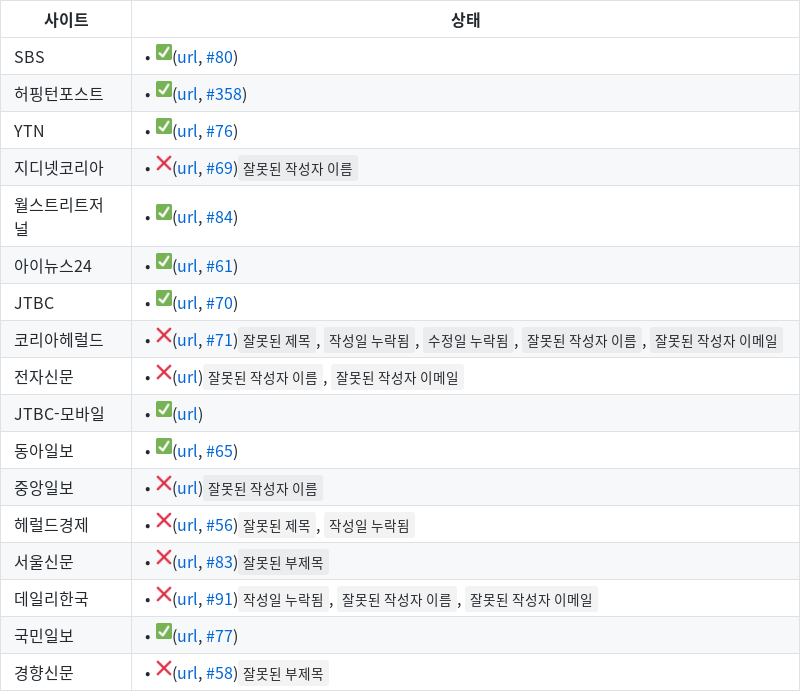 사이트 상태
SBS • ✅(url, #80)
허핑턴포스트 • ✅(url, #358)
YTN • ✅(url, #76)
지디넷코리아 • ❌(url, #69) 잘못된 작성자 이름
월스트리트저
널 • ✅(url, #84)
아이뉴스24 • ✅(url, #61)
JTBC • ✅(url, #70)
코리아헤럴드 • ❌(url, #71) 잘못된 제목 , 작성일 누락됨 , 수정일 누락됨 , 잘못된 작성자 이름 , 잘못된 작성자 이메일
전자신문 • ❌(url) 잘못된 작성자 이름 , 잘못된 작성자 이메일
JTBC-모바일 • ✅(url)
동아일보 • ✅(url, #65)
중앙일보 • ❌(url) 잘못된 작성자 이름
헤럴드경제 • ❌(url, #56) 잘못된 제목 , 작성일 누락됨
서울신문 • ❌(url, #83) 잘못된 부제목
데일리한국 • ❌(url, #91) 작성일 누락됨 , 잘못된 작성자 이름 , 잘못된 작성자 이메일
국민일보 • ✅(url, #77)
경향신문 • ❌(url, #58) 잘못된 부제목